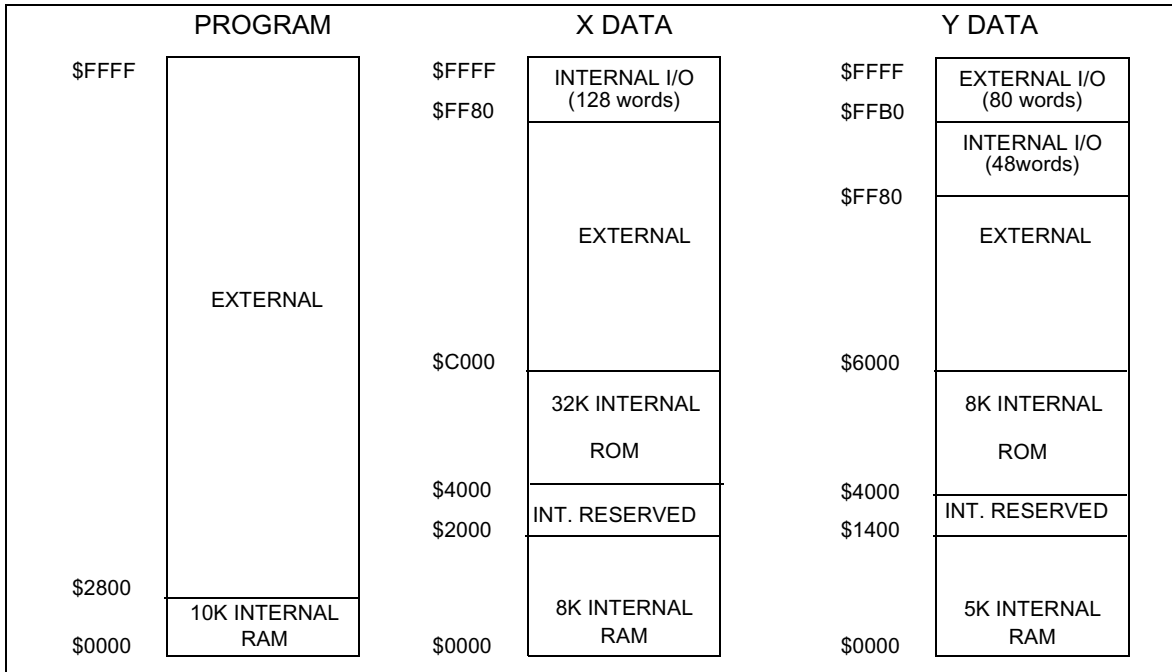 PROGRAM
$FFFF
EXTERNAL
$2800
10K INTERNAL
RAM
$0000
X DATA
$FFFF
INTERNAL I/O
(128 words)
$FF80
EXTERNAL
$C000
32K INTERNAL
ROM
$4000
INT. RESERVED
$2000
8K INTERNAL
RAM
$0000
Y DATA
$FFFF
EXTERNAL I/O
(80 words)
$FFB0
INTERNAL I/O
(48words)
$FF80
EXTERNAL
$6000
8K INTERNAL
ROM
$4000
INT. RESERVED
$1400
5K INTERNAL
RAM
$0000